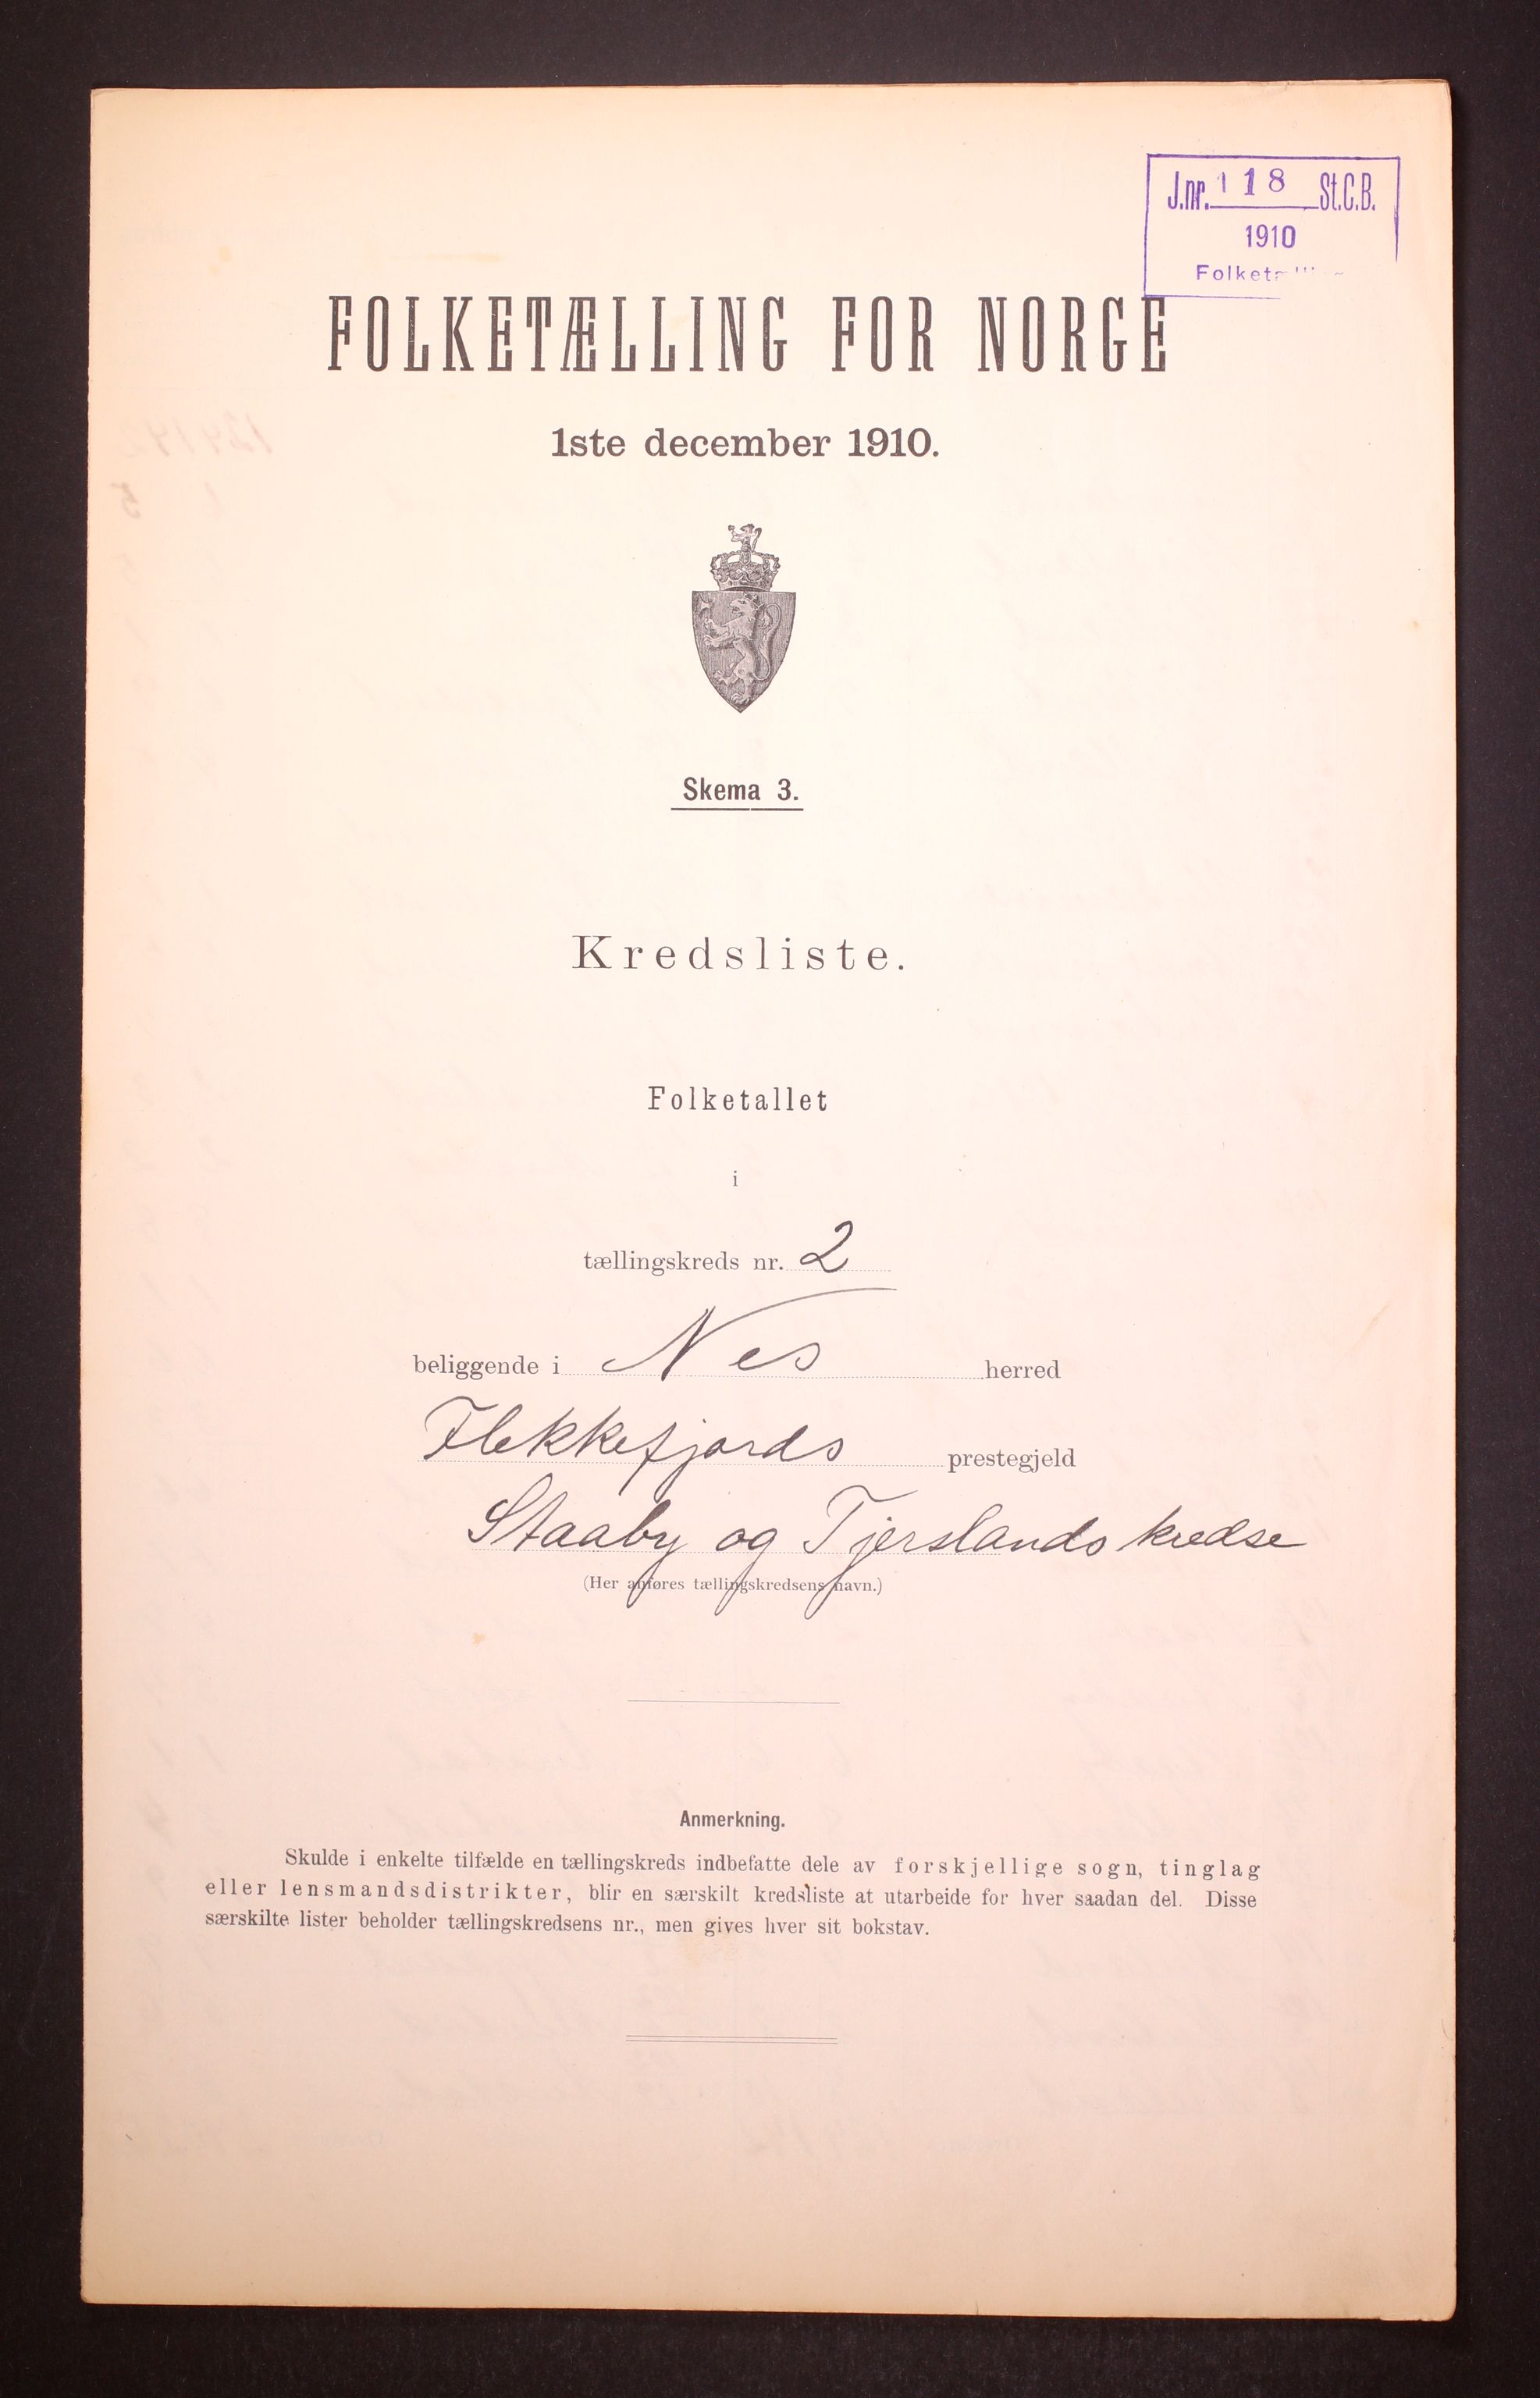 J.nr. 118 St.C.B.
1910
FOLKETÆLLING FOR NORGE
1ste december 1910.
Skema 3.
Kredsliste.
Folketallet
i
tællingskreds nr. 2
beliggende i Nes herred
Flekkefjords prestegjeld
Staaby og Tjerslands kredse
(Her anføres tællingskredsens navn.)
Anmerkning.
Skulde i enkelte tilfælde en tællingskreds indbefatte dele av forskjellige sogn, tinglag
eller lensmandsdistrikter, blir en særskilt kredsliste at utarbeide for hver saadan del. Disse
særskilte lister beholder tællingskredsens nr., men gives hver sit bokstav.